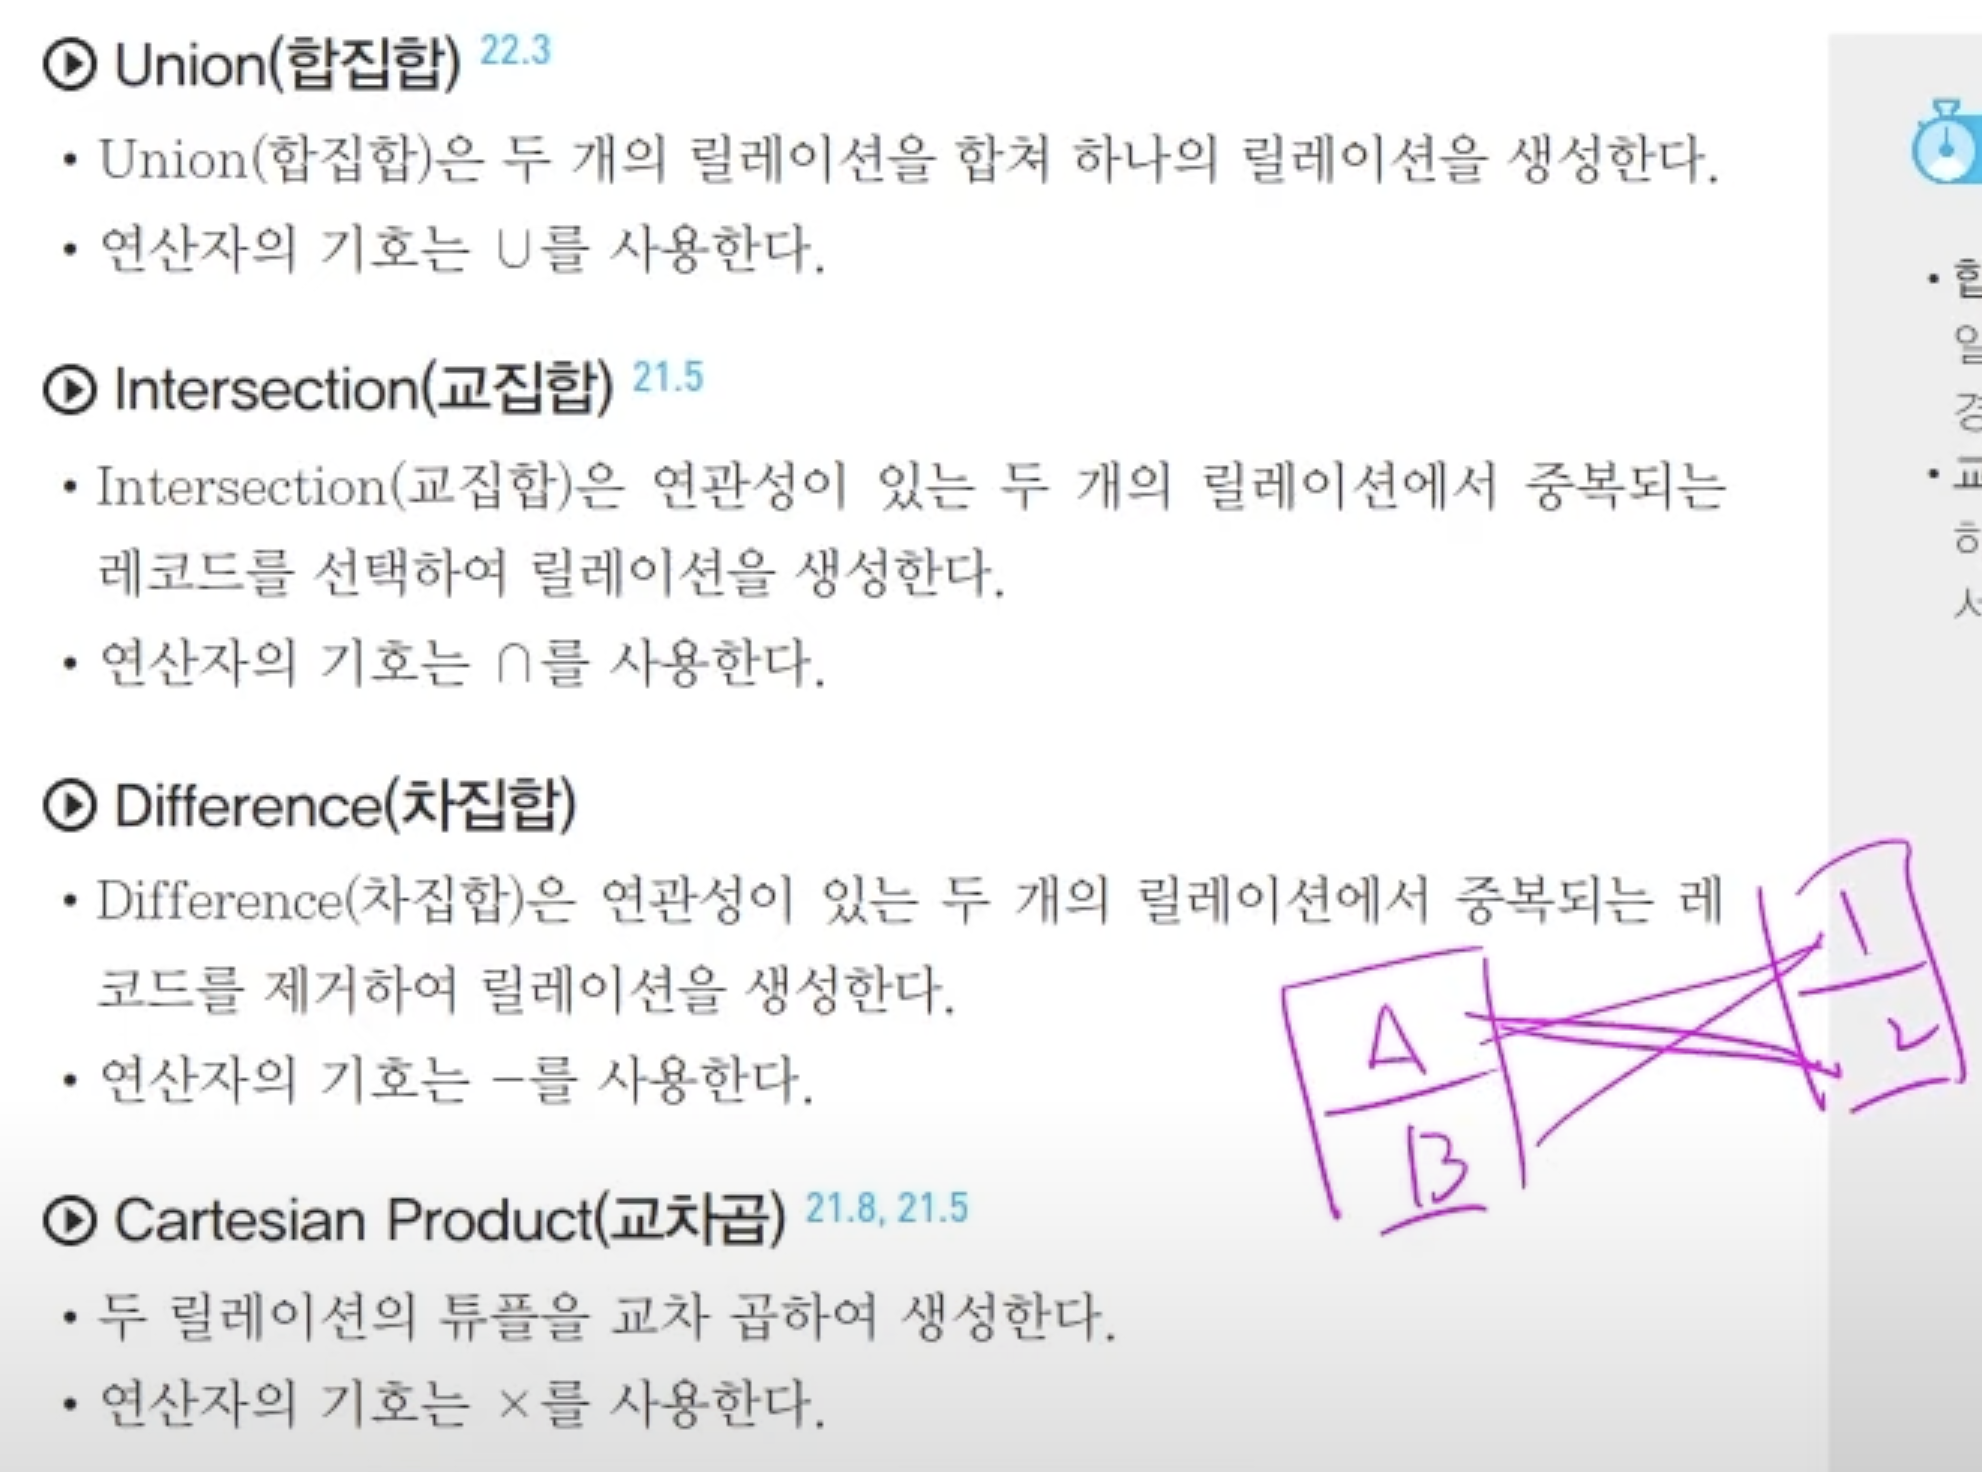 Union(합집합) 22.3
• Union(합집합)은 두 개의 릴레이션을 합쳐 하나의 릴레이션을 생성한다.
• 연산자의 기호는 ∪를 사용한다.
Intersection(교집합) 21.5
• Intersection(교집합)은 연관성이 있는 두 개의 릴레이션에서 중복되는
레코드를 선택하여 릴레이션을 생성한다.
• 연산자의 기호는 ∩를 사용한다.
Difference(차집합)
• Difference(차집합)은 연관성이 있는 두 개의 릴레이션에서 중복되는 레
코드를 제거하여 릴레이션을 생성한다.
• 연산자의 기호는 −를 사용한다.
Cartesian Product(교차곱) 21.8, 21.5
• 두 릴레이션의 튜플을 교차 곱하여 생성한다.
• 연산자의 기호는 ×를 사용한다.
A
B
1
2